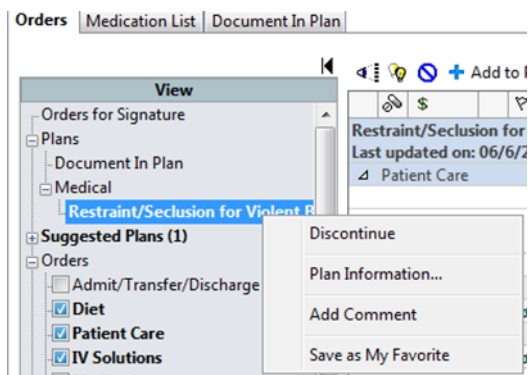 Orders Medication List Document In Plan
View
Orders for Signature
Plans
Document In Plan
Medical
Restraint/Seclusion for Violent B
Suggested Plans (1)
Orders
Admit/Transfer/Discharge
Diet
Patient Care
IV Solutions
Add to
$
Restraint/Seclusion for
Last updated on: 06/6/2
Patient Care
Discontinue
Plan Information...
Add Comment
Save as My Favorite